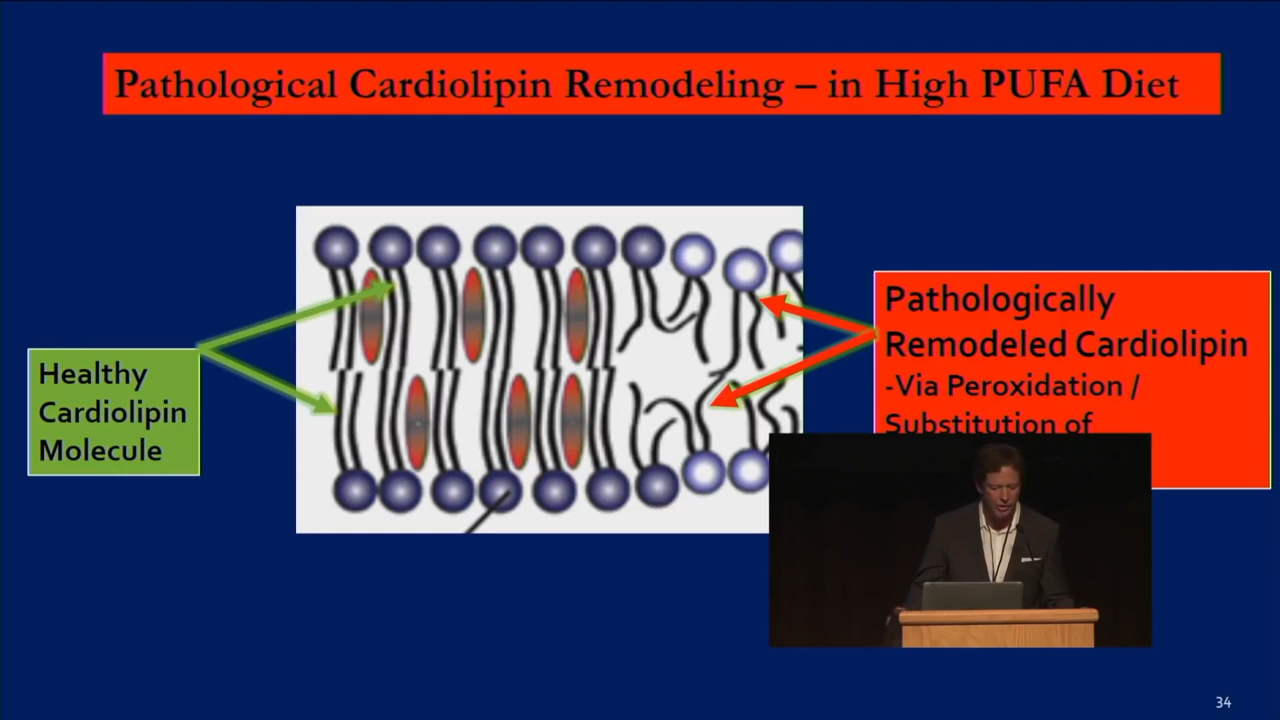 Pathological Cardiolipin Remodeling – in High PUFA Diet
Healthy
Cardiolipin
Molecule
Pathologically
Remodeled Cardiolipin
-Via Peroxidation /
Substitution of
34